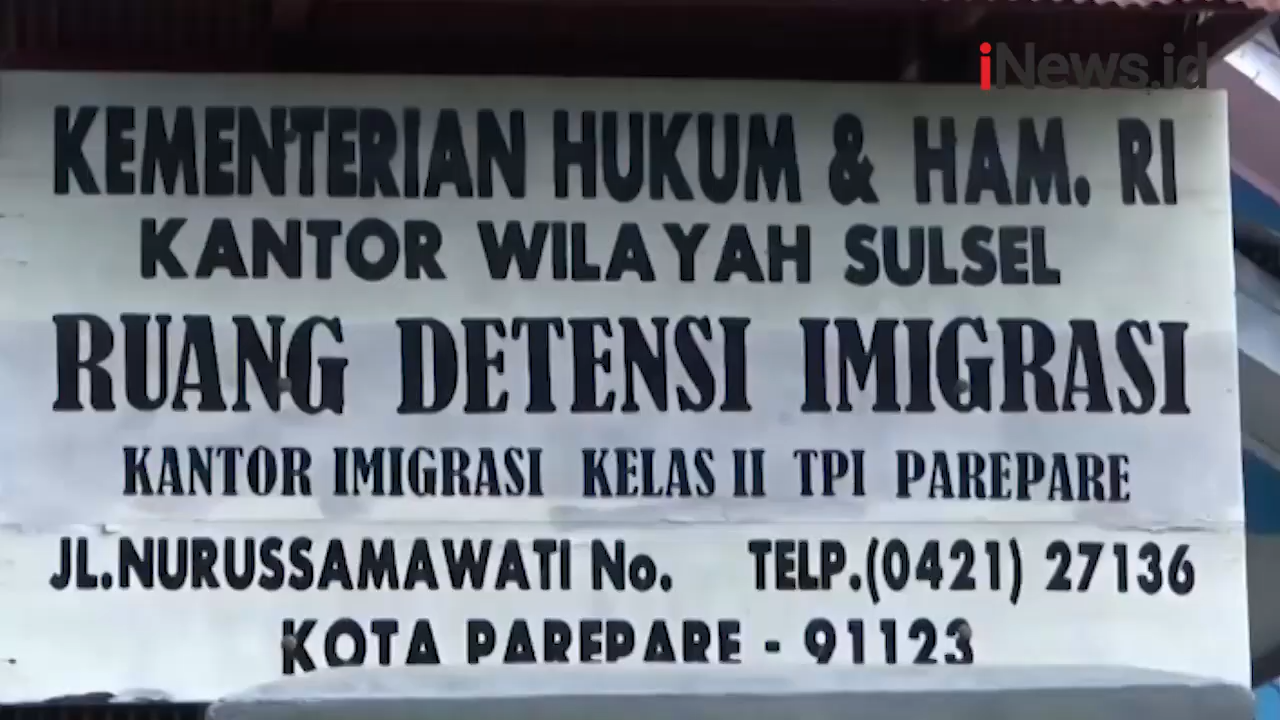 iNews.id
KEMENTERIAN HUKUM & HAM. RI
KANTOR WILAYAH SULSEL
RUANG DETENSI IMIGRASI
KANTOR IMIGRASI KELAS II TPI PAREPARE
JL.NURUSSAMAWATI No. TELP.(0421) 27136
KOTA PAREPARE - 91123